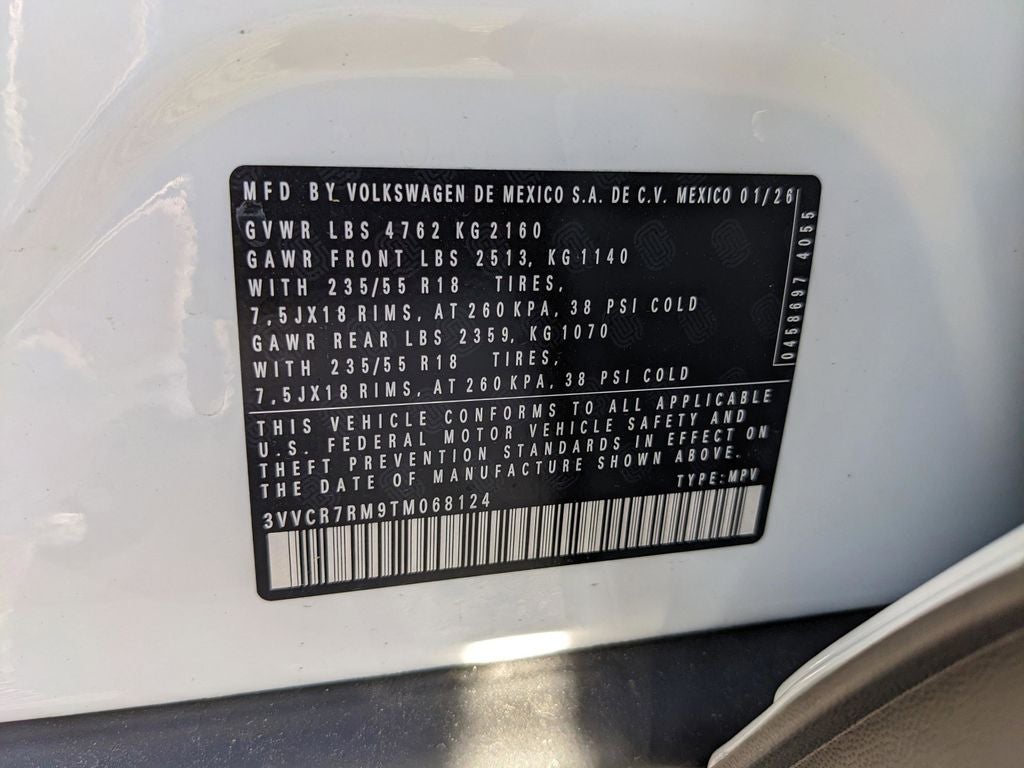 MFD BY VOLKSWAGEN DE MEXICO S.A. DE C.V. MEXICO 01/26
GVWR LBS 4762 KG 2160
GAWR FRONT LBS 2513, KG 1140
WITH 235/55 R18 TIRES,
7,5JX18 RIMS, AT 260 KPA, 38 PSI COLD
GAWR REAR LBS 2359, KG 1070
WITH 235/55 R18 TIRES,
7,5JX18 RIMS, AT 260 KPA, 38 PSI COLD
0458697 4055
THIS VEHICLE CONFORMS TO ALL APPLICABLE
U.S. FEDERAL MOTOR VEHICLE SAFETY AND
THEFT PREVENTION STANDARDS IN EFFECT ON
THE DATE OF MANUFACTURE SHOWN ABOVE.
TYPE: MPV
3VVCR7RM9TM068124